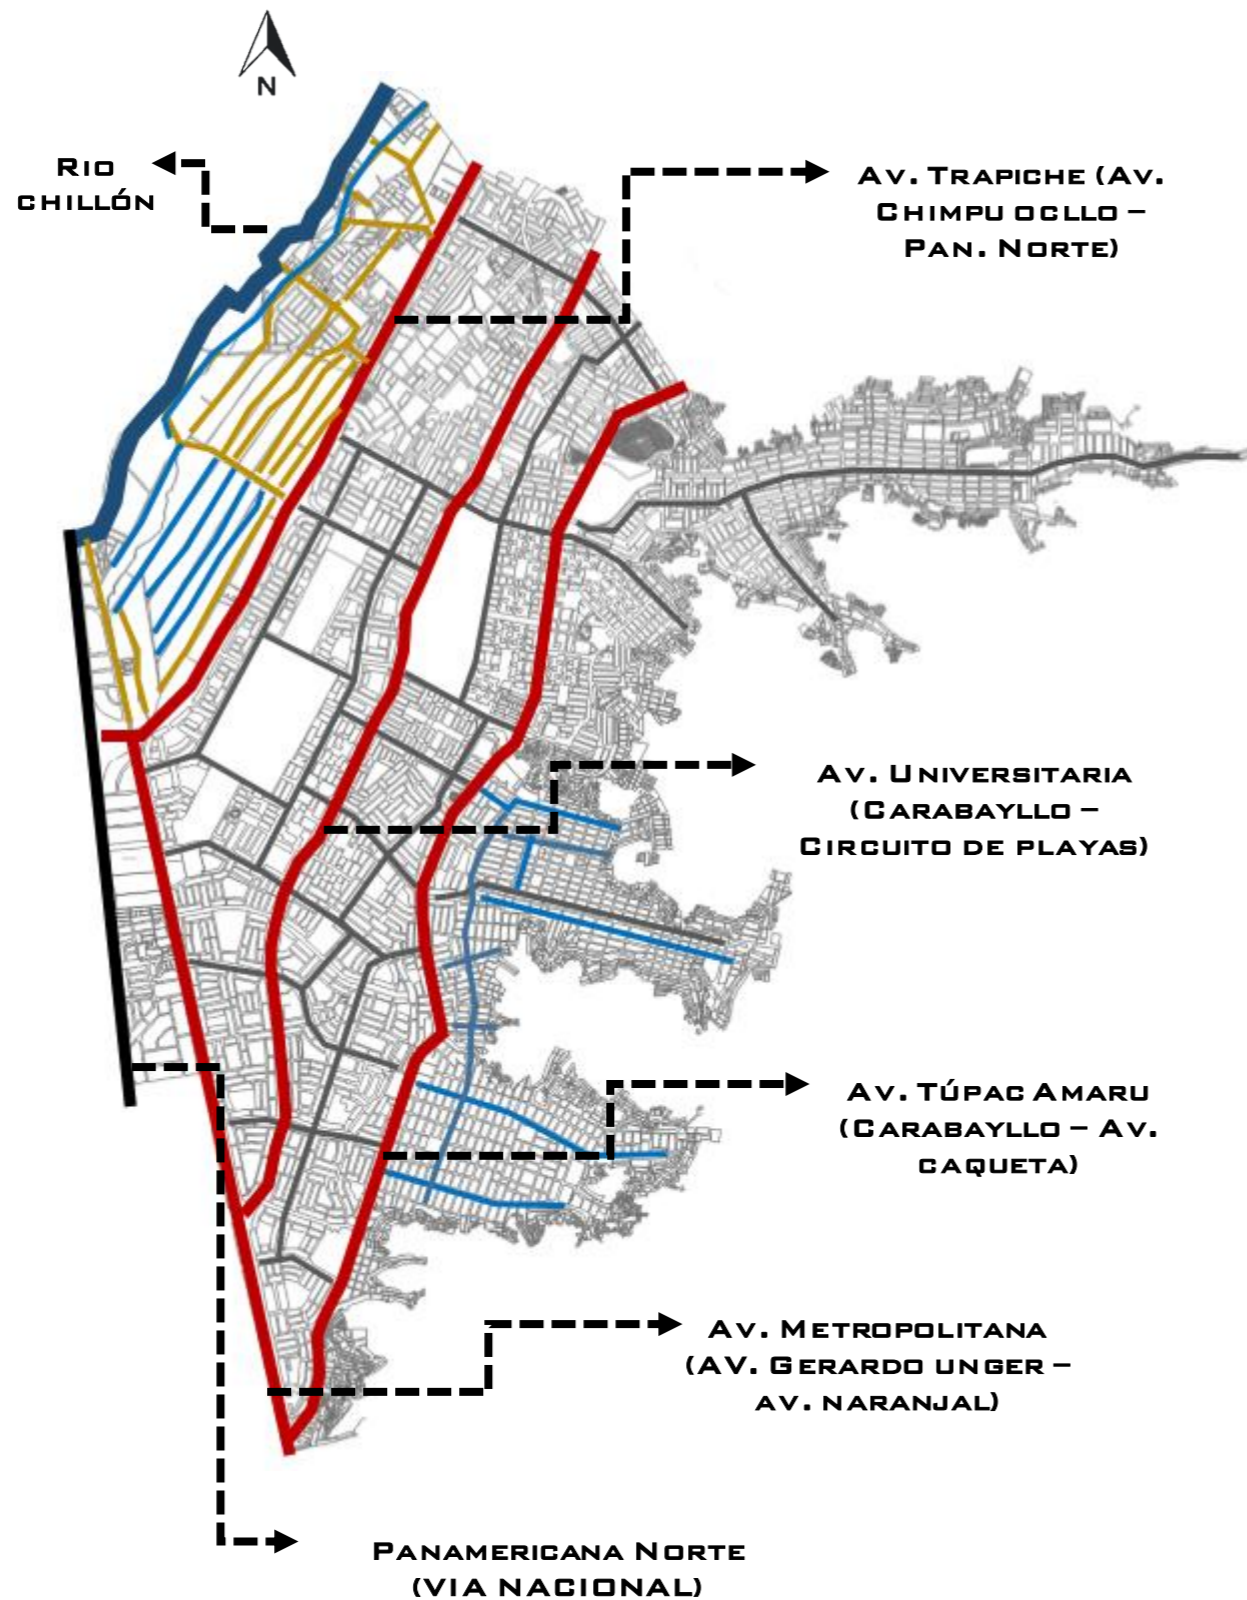 N
RIO
CHILLÓN
AV. TRAPICHE (AV.
CHIMPU OCLLO –
PAN. NORTE)
AV. UNIVERSITARIA
(CARABAYLLO –
CIRCUITO DE PLAYAS)
AV. TÚPAC AMARU
(CARABAYLLO – AV.
CAQUETA)
AV. METROPOLITANA
(AV. GERARDO UNGER –
AV. NARANJAL)
PANAMERICANA NORTE
(VIA NACIONAL)